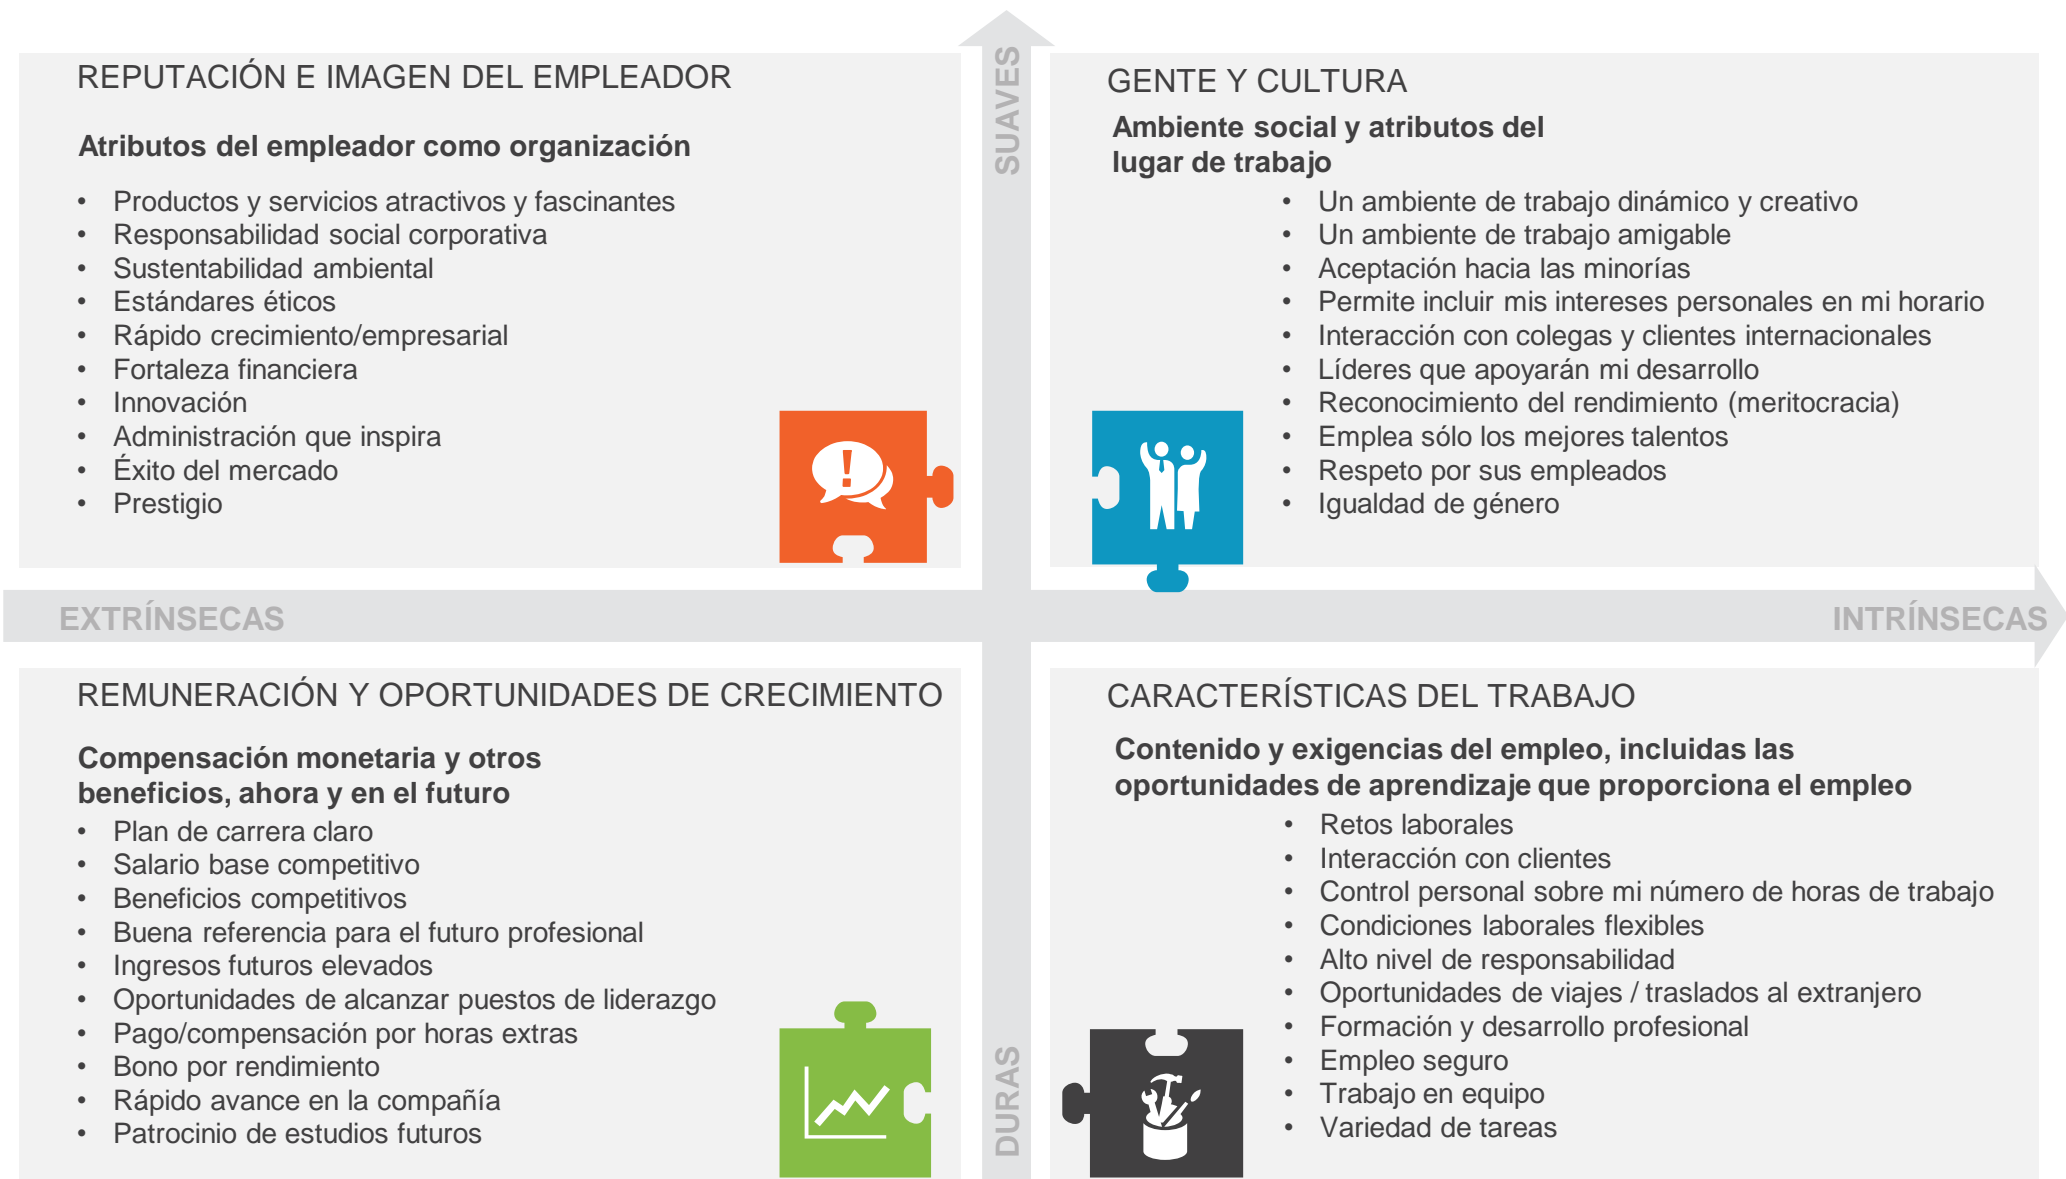 REPUTACIÓN E IMAGEN DEL EMPLEADOR
Atributos del empleador como organización
• Productos y servicios atractivos y fascinantes
• Responsabilidad social corporativa
• Sustentabilidad ambiental
• Estándares éticos
• Rápido crecimiento/empresarial
• Fortaleza financiera
• Innovación
• Administración que inspira
• Éxito del mercado
• Prestigio
!
SUAVES
GENTE Y CULTURA
Ambiente social y atributos del
lugar de trabajo
• Un ambiente de trabajo dinámico y creativo
• Un ambiente de trabajo amigable
• Aceptación hacia las minorías
• Permite incluir mis intereses personales en mi horario
• Interacción con colegas y clientes internacionales
• Líderes que apoyarán mi desarrollo
• Reconocimiento del rendimiento (meritocracia)
• Emplea sólo los mejores talentos
• Respeto por sus empleados
• Igualdad de género
EXTRÍNSECAS
INTRÍNSECAS
REMUNERACIÓN Y OPORTUNIDADES DE CRECIMIENTO
Compensación monetaria y otros
beneficios, ahora y en el futuro
• Plan de carrera claro
• Salario base competitivo
• Beneficios competitivos
• Buena referencia para el futuro profesional
• Ingresos futuros elevados
• Oportunidades de alcanzar puestos de liderazgo
• Pago/compensación por horas extras
• Bono por rendimiento
• Rápido avance en la compañía
• Patrocinio de estudios futuros
DURAS
CARACTERÍSTICAS DEL TRABAJO
Contenido y exigencias del empleo, incluidas las
oportunidades de aprendizaje que proporciona el empleo
• Retos laborales
• Interacción con clientes
• Control personal sobre mi número de horas de trabajo
• Condiciones laborales flexibles
• Alto nivel de responsabilidad
• Oportunidades de viajes / traslados al extranjero
• Formación y desarrollo profesional
• Empleo seguro
• Trabajo en equipo
• Variedad de tareas